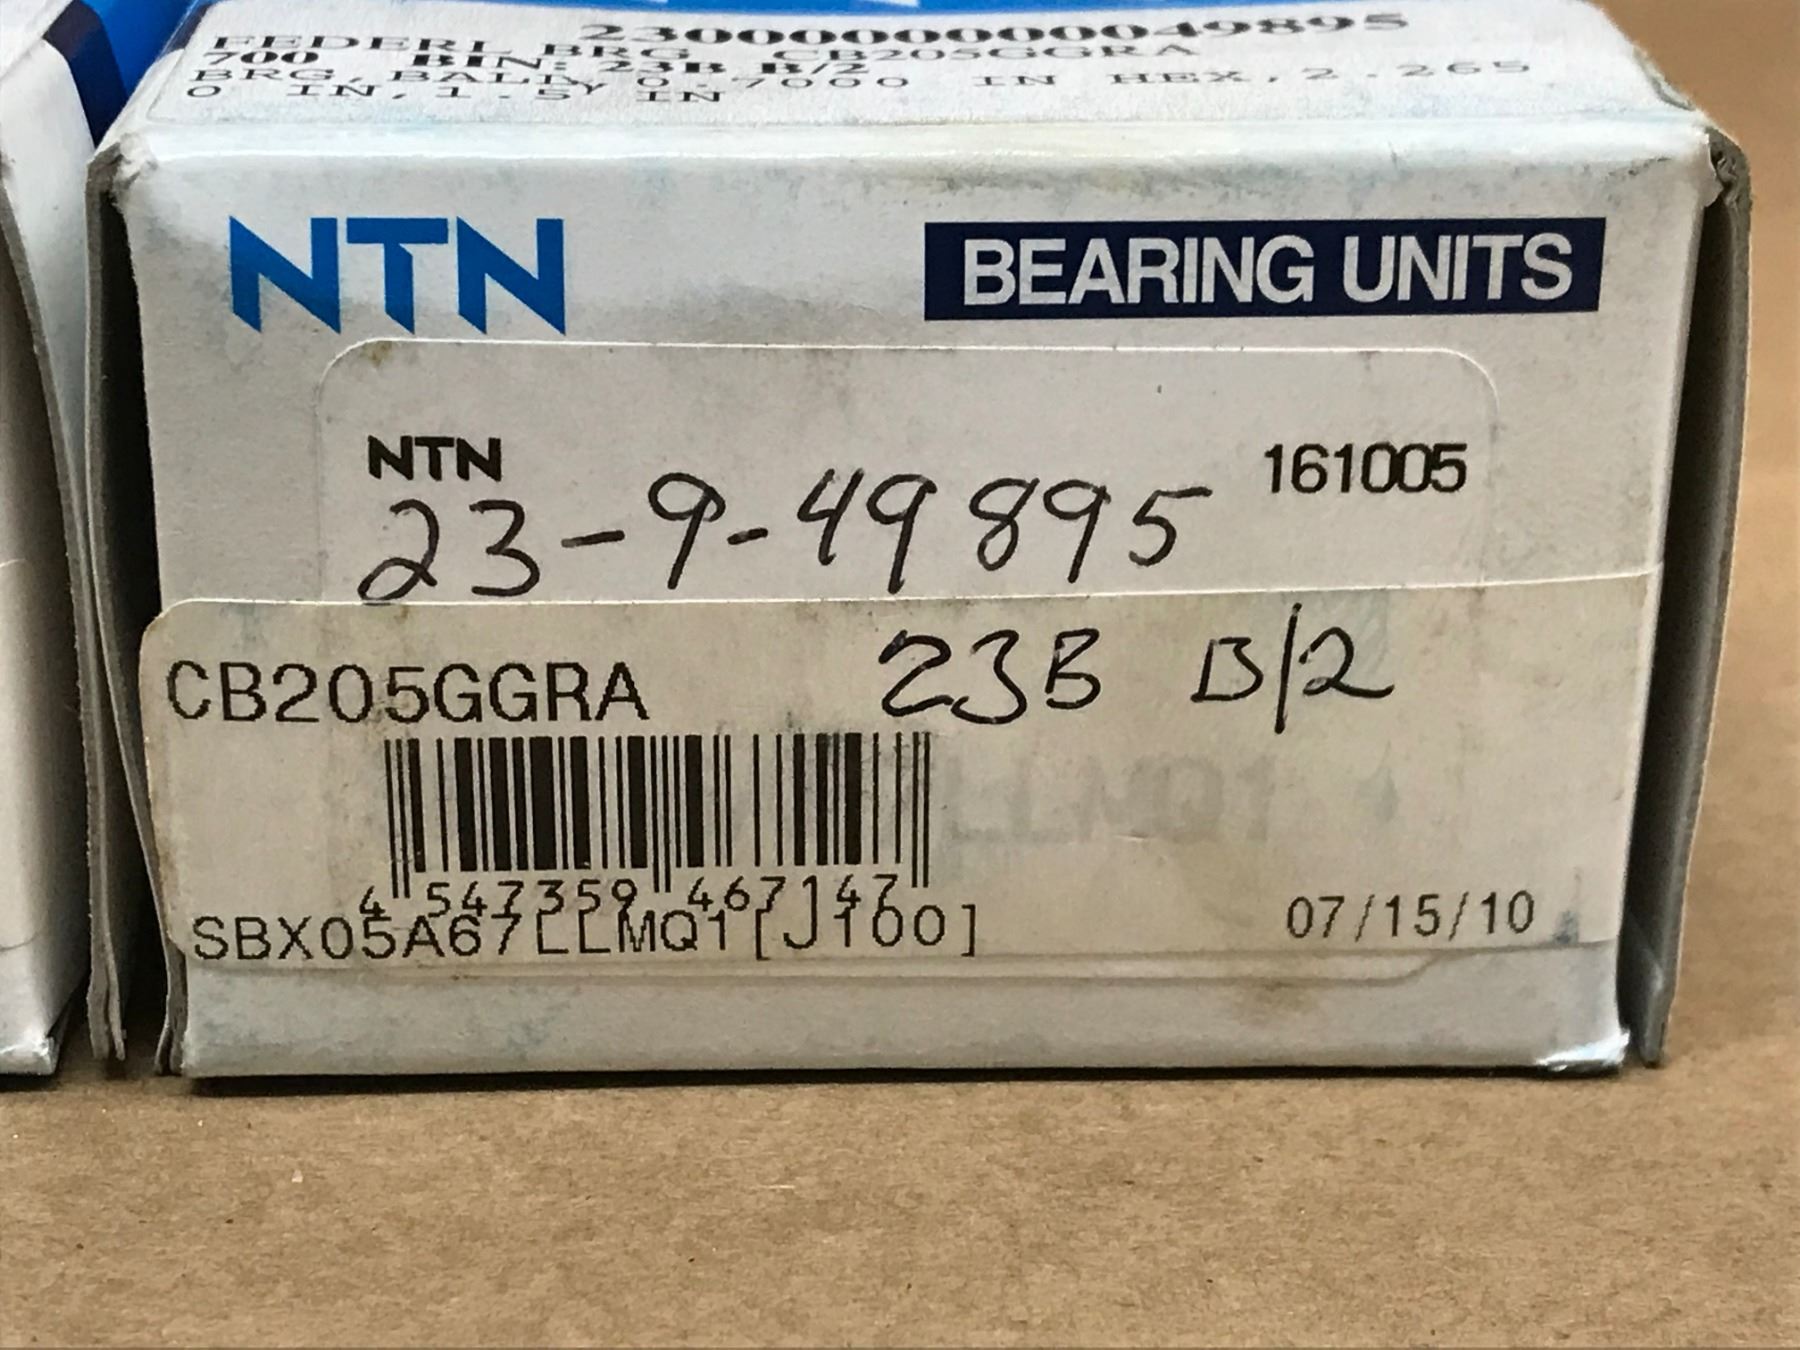 2300000000049895
FEDERL BRG CB205GGRA
700 BIN: 23B B/2
BRG, BALL, 0.7000 IN HEX, 2.265
0 IN, 1.5 IN
NTN BEARING UNITS
NTN 161005
23-9-49895
CB205GGRA 23B B/2
4 547359 467147
SBX05A67LLMQ1[J100] 07/15/10